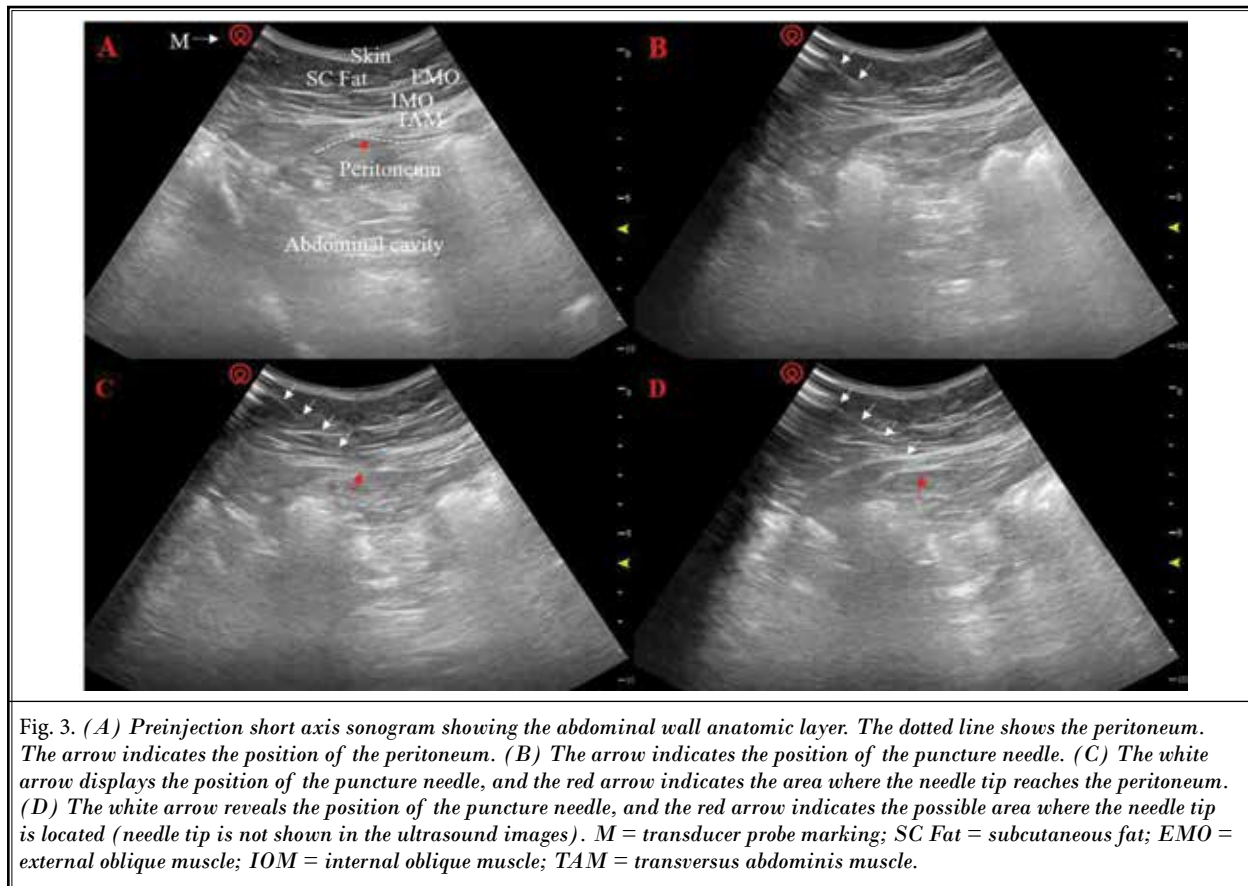 A
M
Skin
SC Fat
EMO
IMO
TAM
Peritoneum
Abdominal cavity
B
C
D
Fig. 3. (A) Preinjection short axis sonogram showing the abdominal wall anatomic layer. The dotted line shows the peritoneum.
The arrow indicates the position of the peritoneum. (B) The arrow indicates the position of the puncture needle. (C) The white
arrow displays the position of the puncture needle, and the red arrow indicates the area where the needle tip reaches the peritoneum.
(D) The white arrow reveals the position of the puncture needle, and the red arrow indicates the possible area where the needle tip
is located (needle tip is not shown in the ultrasound images). M = transducer probe marking; SC Fat = subcutaneous fat; EMO =
external oblique muscle; IOM = internal oblique muscle; TAM = transversus abdominis muscle.